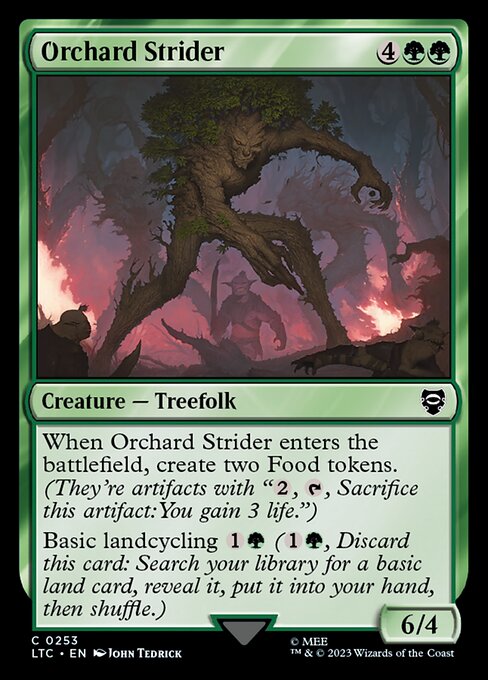 Orchard Strider 4
Creature — Treefolk
When Orchard Strider enters the
battlefield, create two Food tokens.
(They're artifacts with "2, , Sacrifice
this artifact:You gain 3 life.")
Basic landcycling 1 (1 , Discard
this card: Search your library for a basic
land card, reveal it, put it into your hand,
then shuffle.)
6/4
C 0253
LTC • EN John Tedrick
© MEE
™ & © 2023 Wizards of the Coast